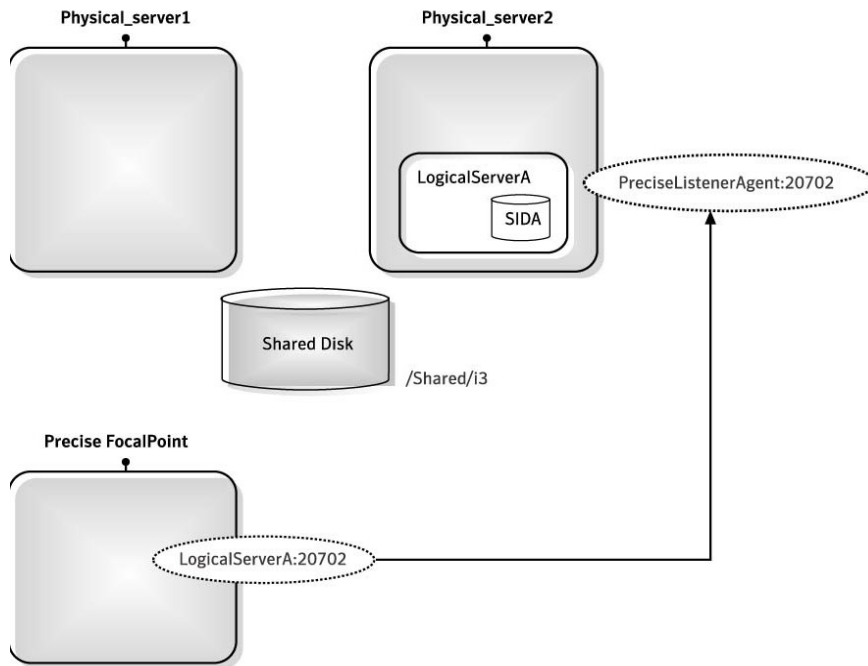 Physical_server1
Physical_server2
LogicalServerA
SIDA
PreciseListenerAgent:20702
Shared Disk
/Shared/i3
Precise FocalPoint
LogicalServerA:20702